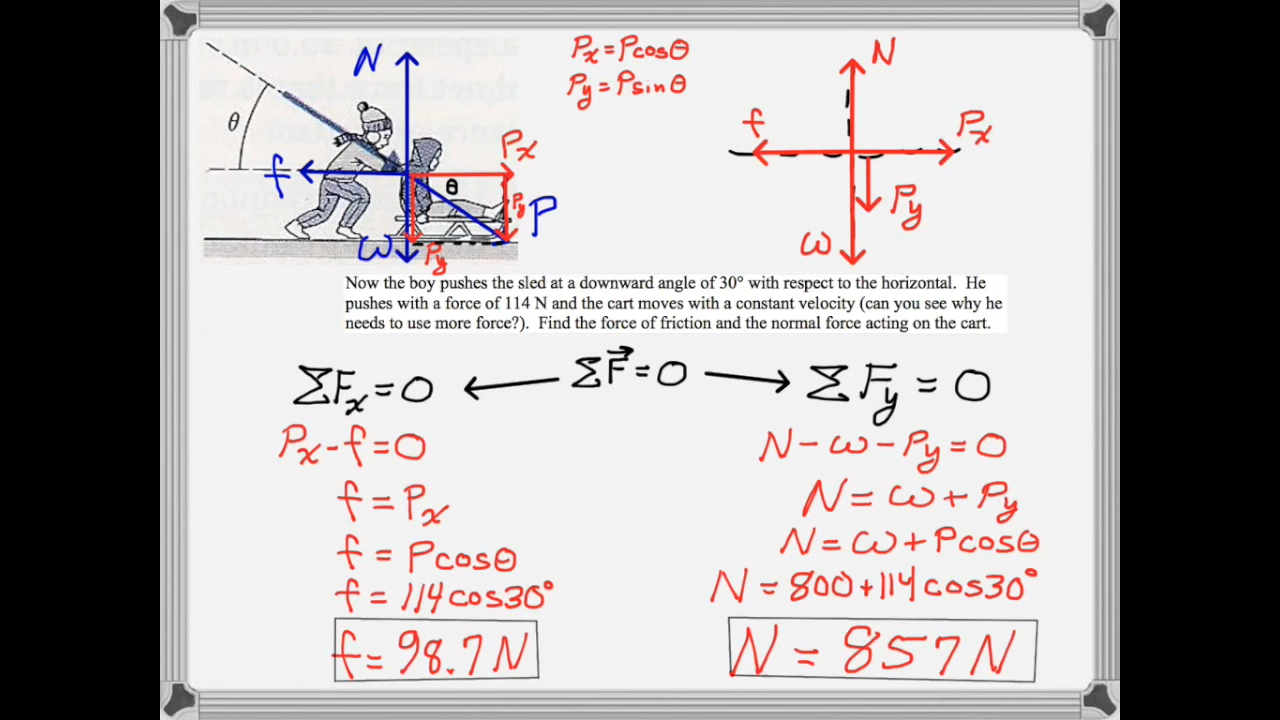 N
θ
f
Px
θ
Py
P
ω
Py
Px = Pcosθ
Py = Psinθ
N
f
Px
Py
ω
Now the boy pushes the sled at a downward angle of 30° with respect to the horizontal. He
pushes with a force of 114 N and the cart moves with a constant velocity (can you see why he
needs to use more force?). Find the force of friction and the normal force acting on the cart.
ΣF⃗ = 0
ΣFx = 0
Px - f = 0
f = Px
f = Pcosθ
f = 114cos30°
f = 98.7N
ΣFy = 0
N - ω - Py = 0
N = ω + Py
N = ω + Pcosθ
N = 800+114cos30°
N = 857N